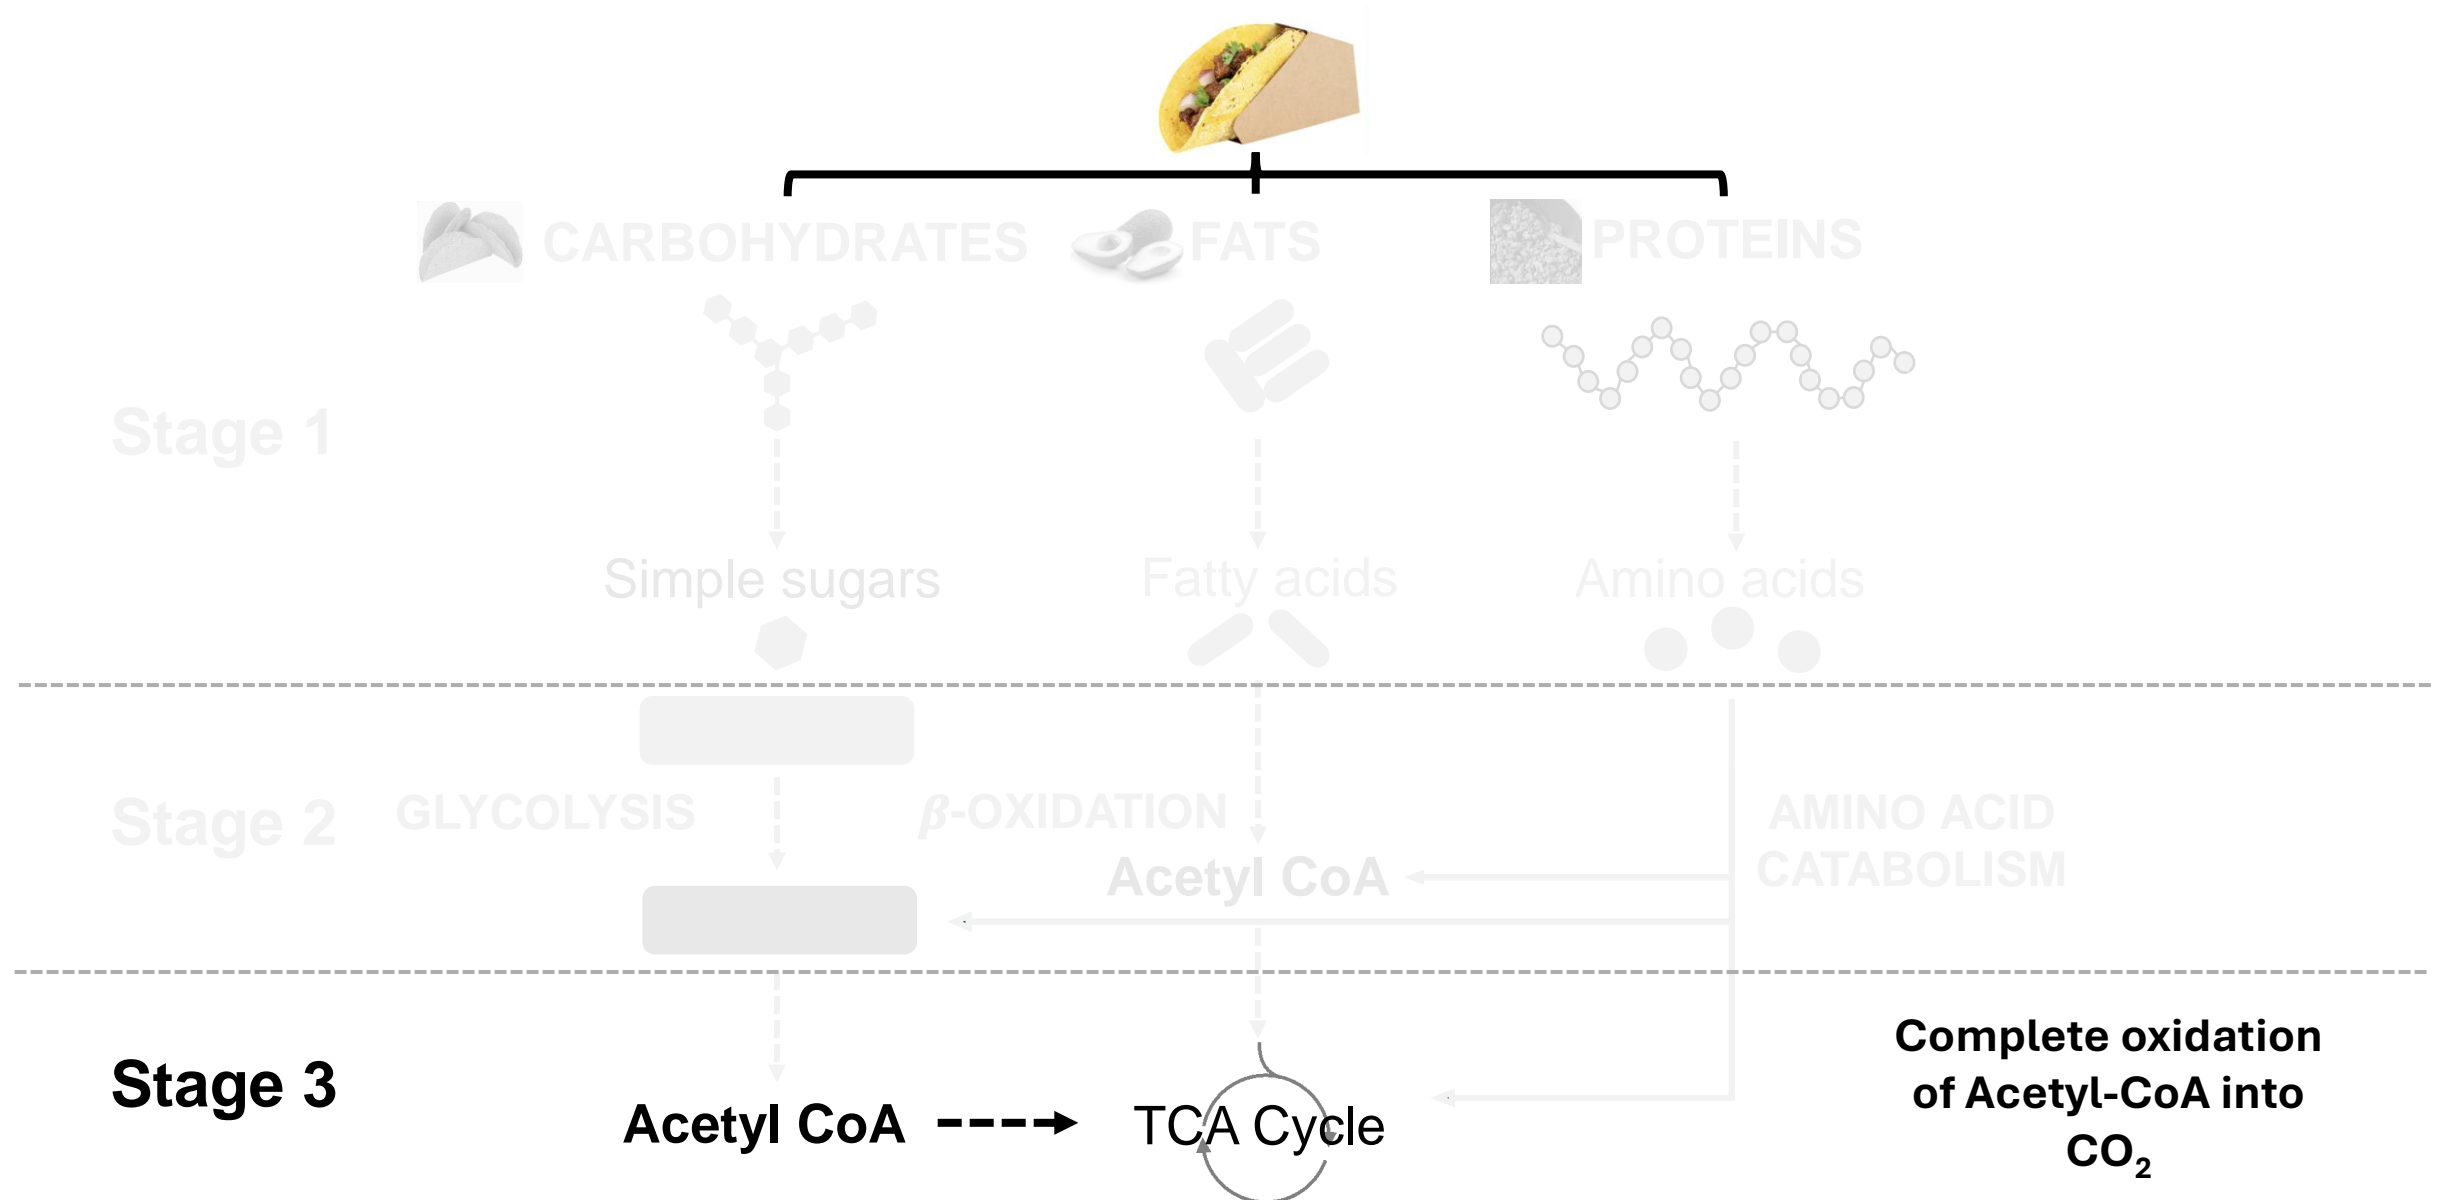 CARBOHYDRATES
FATS
PROTEINS
Stage 1
Simple sugars
Fatty acids
Amino acids
Stage 2
GLYCOLYSIS
β-OXIDATION
AMINO ACID
CATABOLISM
Acetyl CoA
Stage 3
Acetyl CoA
TCA Cycle
Complete oxidation
of Acetyl-CoA into
CO₂